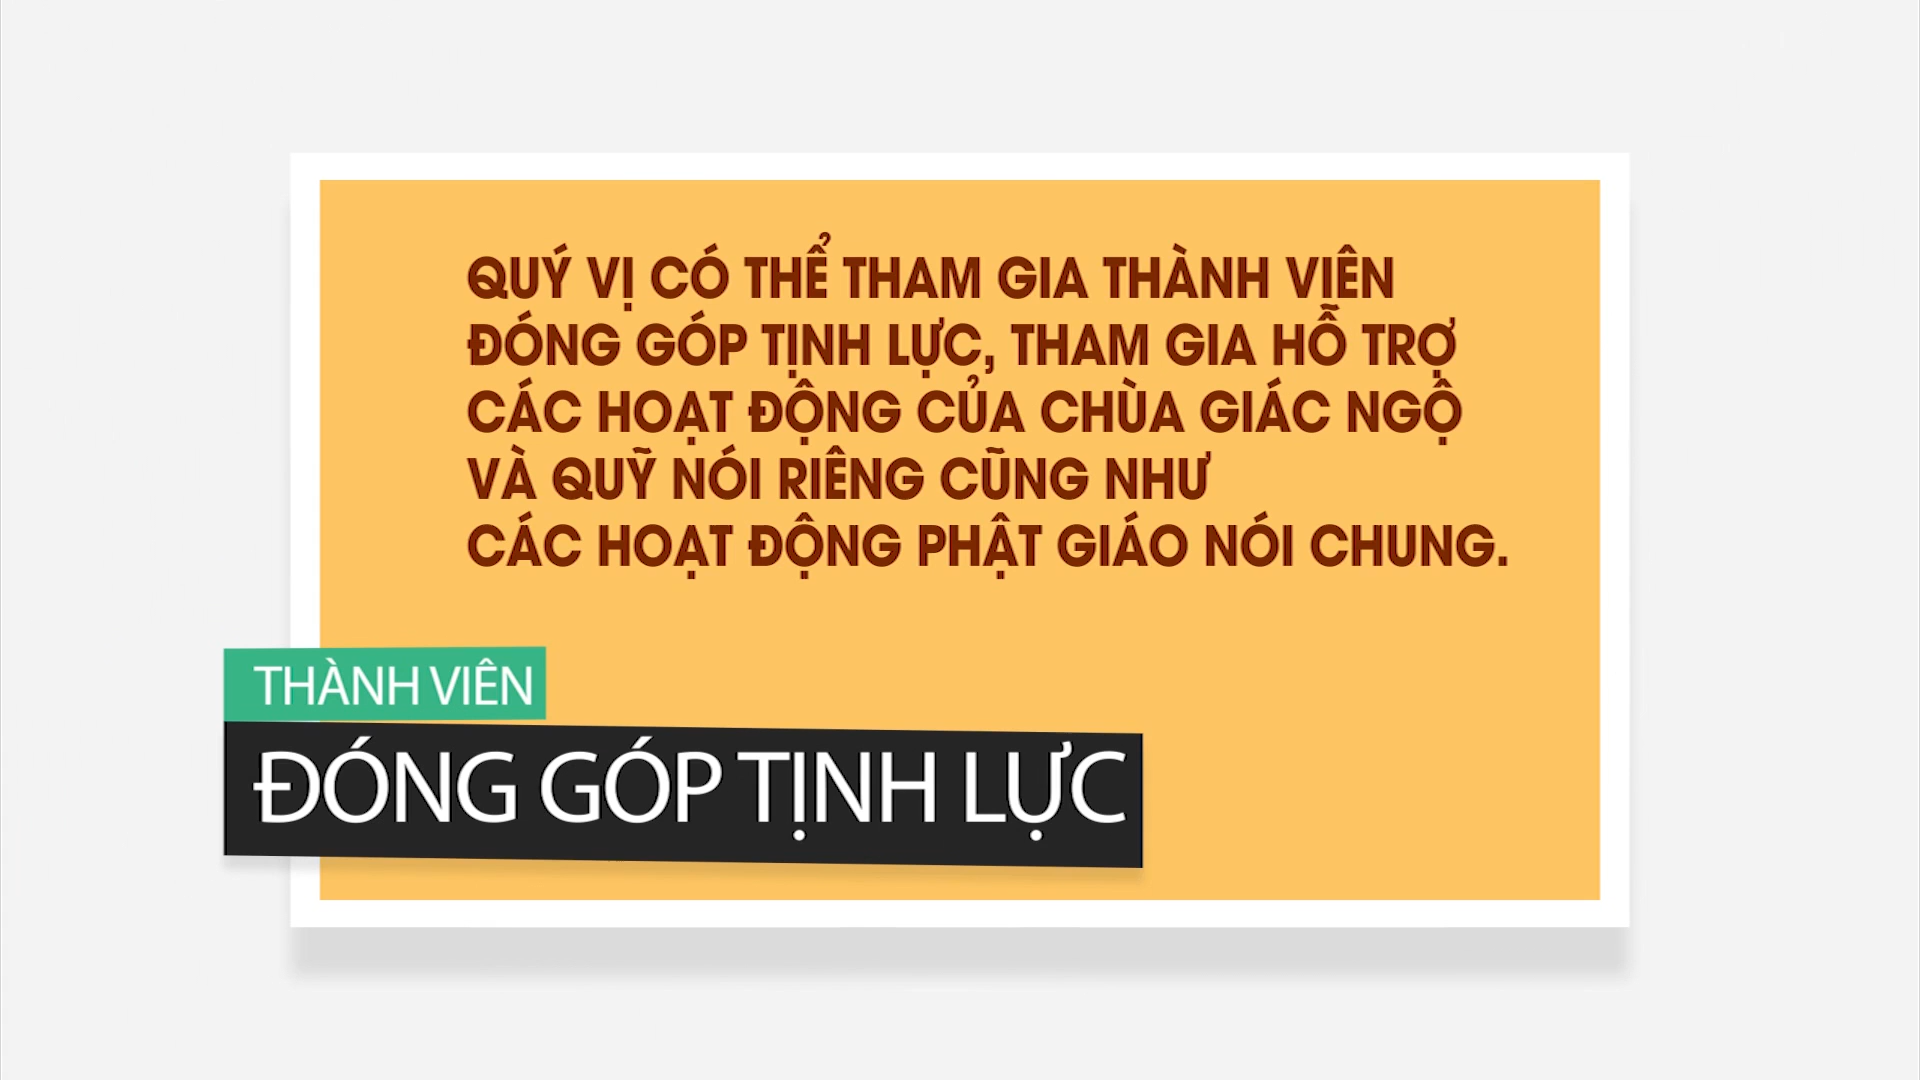 QUÝ VỊ CÓ THỂ THAM GIA THÀNH VIÊN
ĐÓNG GÓP TỊNH LỰC, THAM GIA HỖ TRỢ
CÁC HOẠT ĐỘNG CỦA CHÙA GIÁC NGỘ
VÀ QUỸ NÓI RIÊNG CŨNG NHƯ
CÁC HOẠT ĐỘNG PHẬT GIÁO NÓI CHUNG.
THÀNH VIÊN
ĐÓNG GÓP TỊNH LỰC